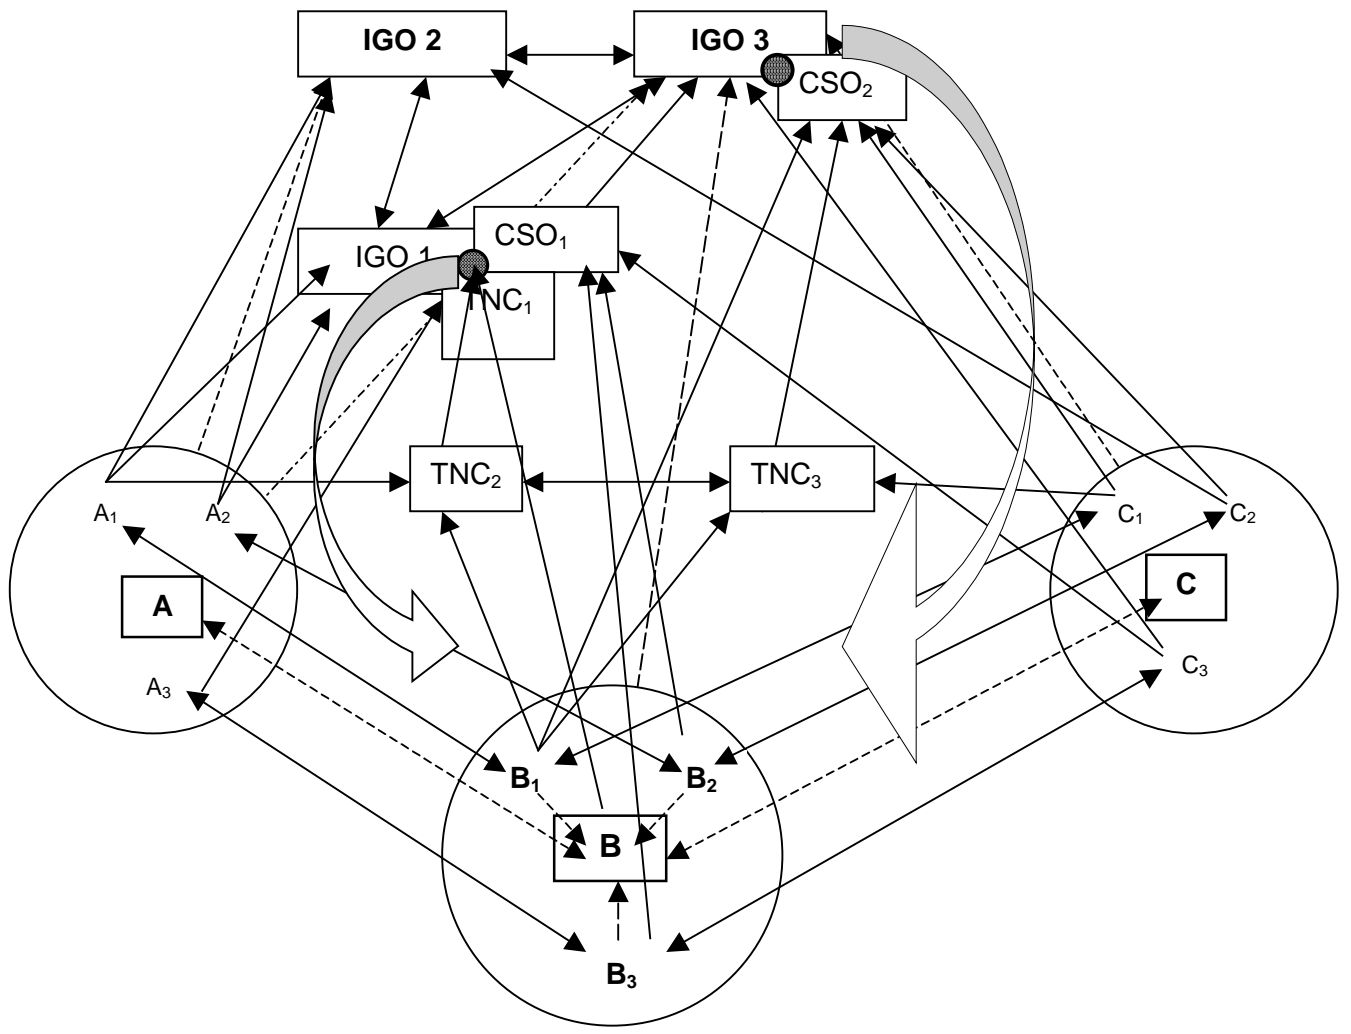 IGO 2
IGO 3
CSO₂
CSO₁
IGO 1
TNC₁
TNC₂
TNC₃
A₁
A₂
C₁
C₂
A
C
A₃
C₃
B₁
B₂
B
B₃